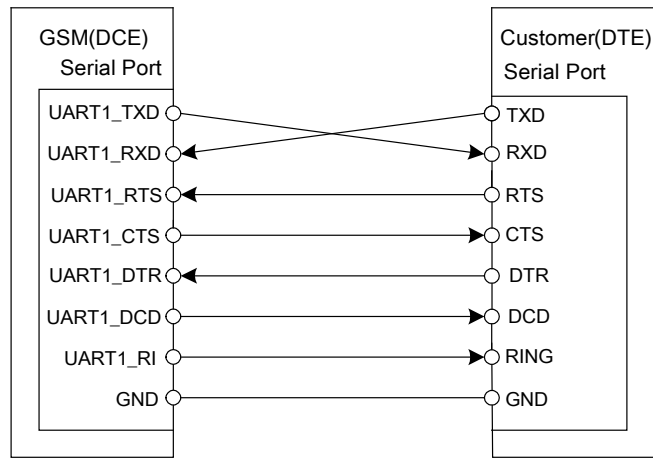 GSM(DCE)
Serial Port
UART1_TXD
UART1_RXD
UART1_RTS
UART1_CTS
UART1_DTR
UART1_DCD
UART1_RI
GND
Customer(DTE)
Serial Port
TXD
RXD
RTS
CTS
DTR
DCD
RING
GND